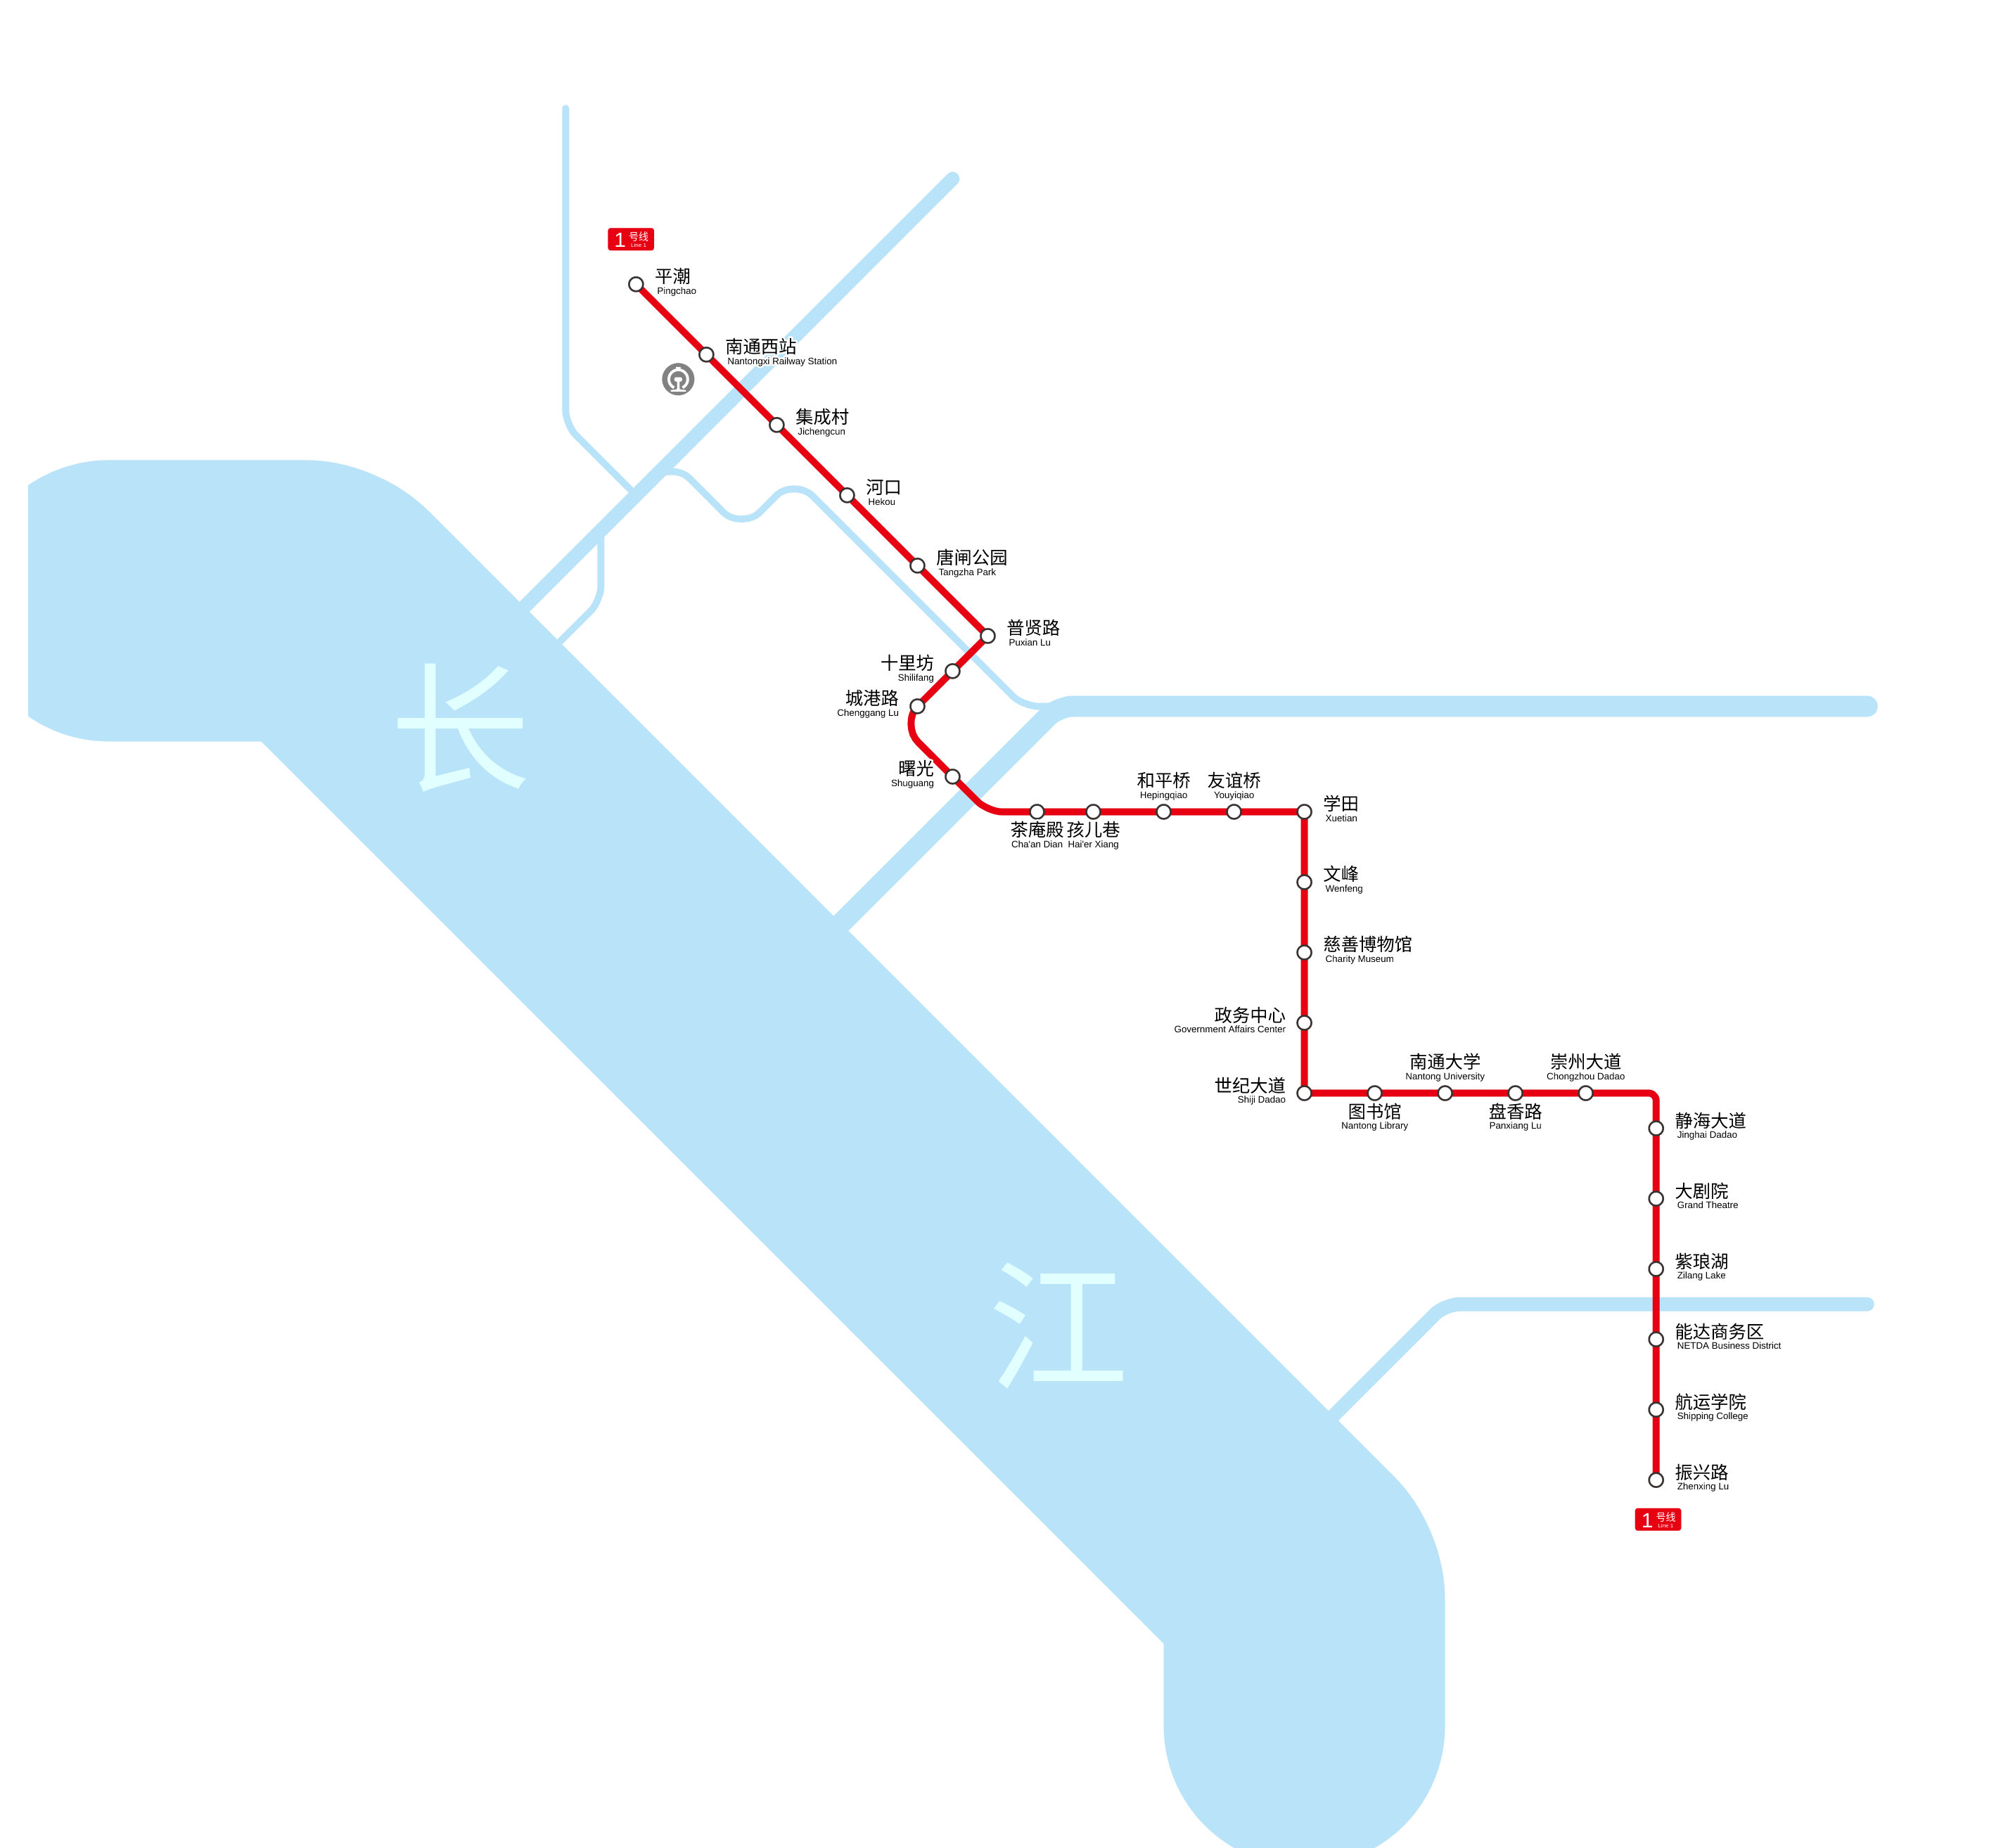 1 号线
Line 1
平潮
Pingchao
南通西站
Nantongxi Railway Station
集成村
Jichengcun
河口
Hekou
唐闸公园
Tangzha Park
普贤路
Puxian Lu
十里坊
Shilifang
城港路
Chenggang Lu
长
曙光
Shuguang
茶庵殿
Cha'an Dian
孩儿巷
Hai'er Xiang
和平桥
Hepingqiao
友谊桥
Youyiqiao
学田
Xuetian
文峰
Wenfeng
慈善博物馆
Charity Museum
政务中心
Government Affairs Center
世纪大道
Shiji Dadao
图书馆
Nantong Library
南通大学
Nantong University
盘香路
Panxiang Lu
崇州大道
Chongzhou Dadao
静海大道
Jinghai Dadao
大剧院
Grand Theatre
紫琅湖
Zilang Lake
江
能达商务区
NETDA Business District
航运学院
Shipping College
振兴路
Zhenxing Lu
1 号线
Line 1